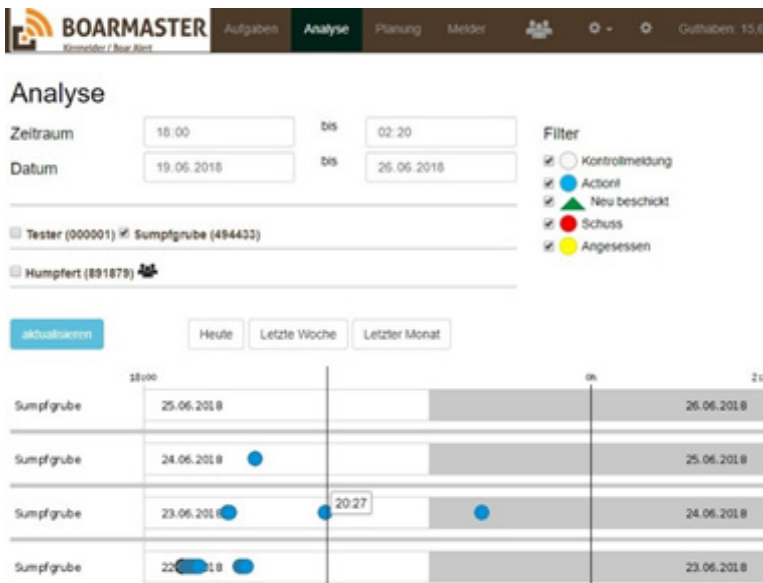 BOARMASTER Aufgaben Analyse Planung Melder Guthaben: 15,
Kirrmelder / Boar Alert
Analyse
Zeitraum 18:00 bis 02:20
Datum 19.06.2018 bis 26.06.2018
Filter
Kontrollmeldung
Action!
Neu beschickt
Schuss
Angesessen
Tester (000001) Sumpfgrube (494433)
Humpfert (891879)
aktualisieren Heute Letzte Woche Letzter Monat
18:00 0h
Sumpfgrube 25.06.2018 26.06.2018
Sumpfgrube 24.06.2018 25.06.2018
Sumpfgrube 23.06.2018 20:27 24.06.2018
Sumpfgrube 23.06.2018